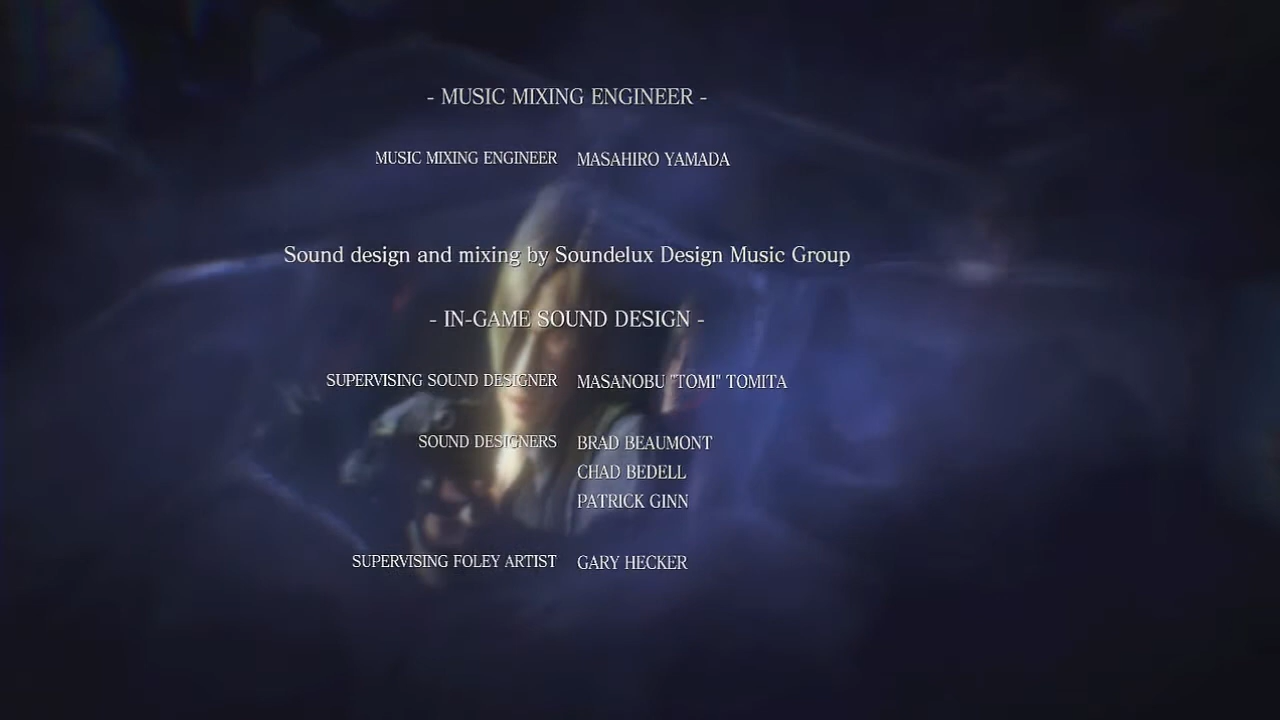 - MUSIC MIXING ENGINEER -
MUSIC MIXING ENGINEER MASAHIRO YAMADA
Sound design and mixing by Soundelux Design Music Group
- IN-GAME SOUND DESIGN -
SUPERVISING SOUND DESIGNER MASANOBU "TOMI" TOMITA
SOUND DESIGNERS BRAD BEAUMONT
CHAD BEDELL
PATRICK GINN
SUPERVISING FOLEY ARTIST GARY HECKER